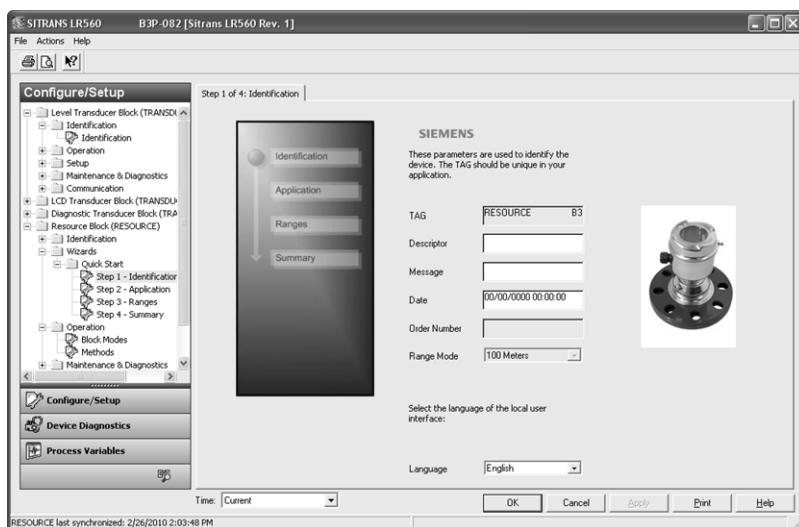 SITRANS LR560 B3P-082 [Sitrans LR560 Rev. 1]
File Actions Help
Configure/Setup
Level Transducer Block (TRANSDU
Identification
Identification
Operation
Setup
Maintenance & Diagnostics
Communication
LCD Transducer Block (TRANSDU
Diagnostic Transducer Block (TRA
Resource Block (RESOURCE)
Identification
Wizards
Quick Start
Step 1 - Identification
Step 2 - Application
Step 3 - Ranges
Step 4 - Summary
Operation
Block Modes
Methods
Maintenance & Diagnostics
Configure/Setup
Device Diagnostics
Process Variables
Step 1 of 4: Identification
Identification
Application
Ranges
Summary
SIEMENS
These parameters are used to identify the
device. The TAG should be unique in your
application.
TAG RESOURCE B3
Descriptor
Message
Date 00/00/0000 00:00:00
Order Number
Range Mode 100 Meters
Select the language of the local user
interface:
Language English
Time: Current
OK Cancel Apply Print Help
RESOURCE last synchronized: 2/26/2010 2:03:48 PM